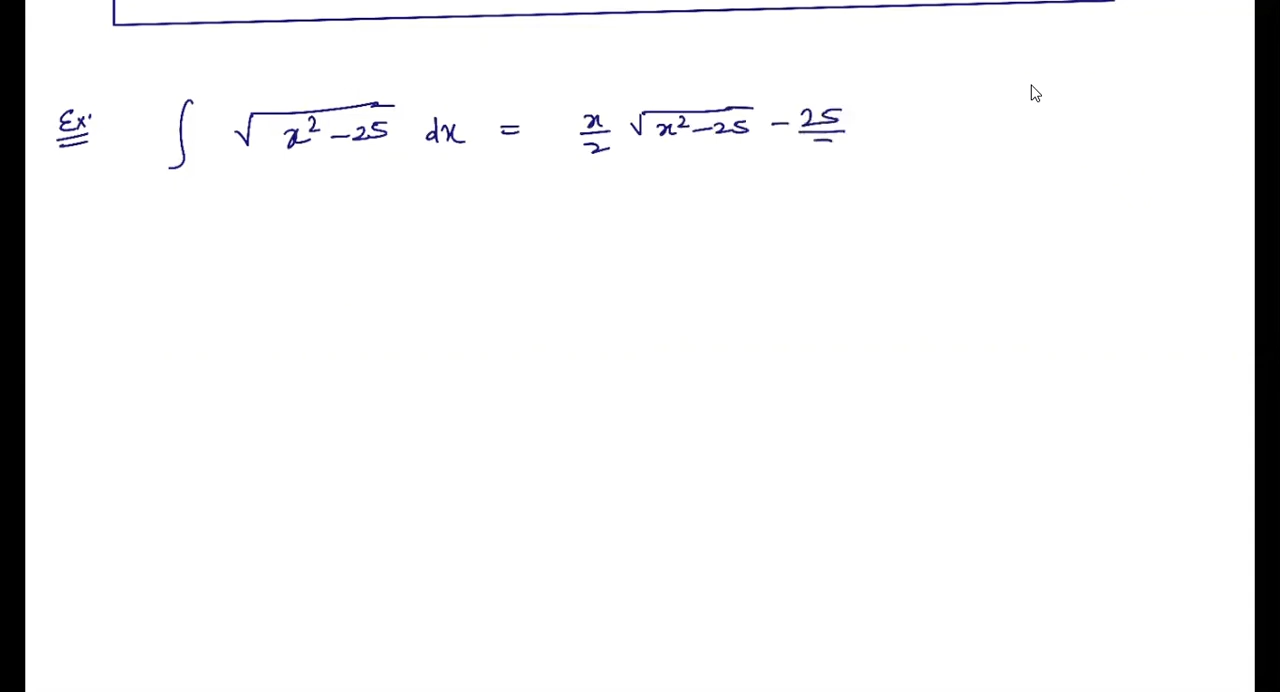 Ex. ∫ √(x² - 25) dx = x/2 √(x² - 25) - 25/